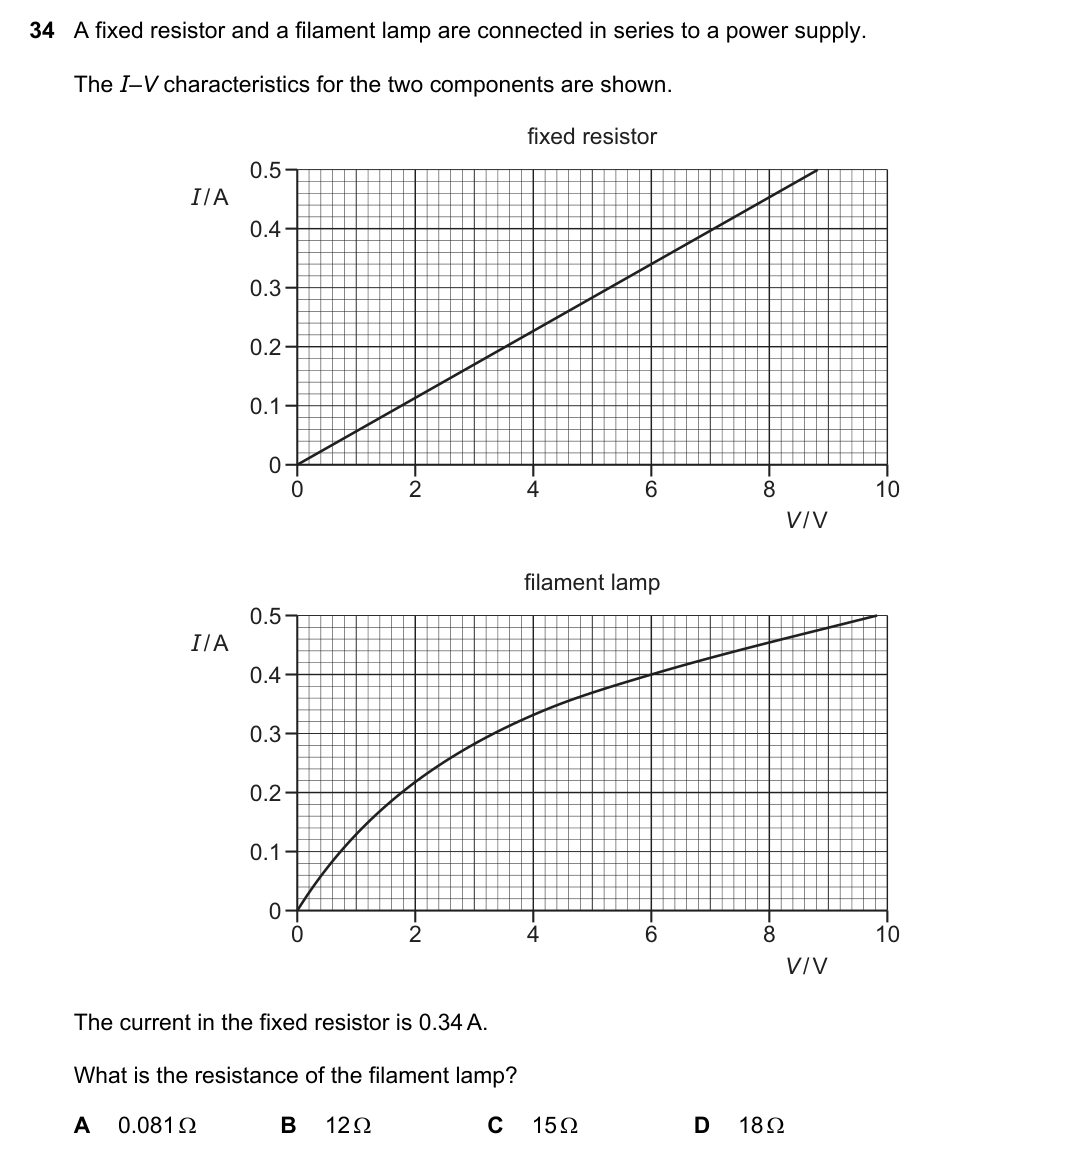 34 A fixed resistor and a filament lamp are connected in series to a power supply.
The I–V characteristics for the two components are shown.
fixed resistor
0.5
I/A
0.4
0.3
0.2
0.1
0
0 2 4 6 8 10
V/V
filament lamp
0.5
I/A
0.4
0.3
0.2
0.1
0
0 2 4 6 8 10
V/V
The current in the fixed resistor is 0.34 A.
What is the resistance of the filament lamp?
A 0.081 Ω B 12 Ω C 15 Ω D 18 Ω